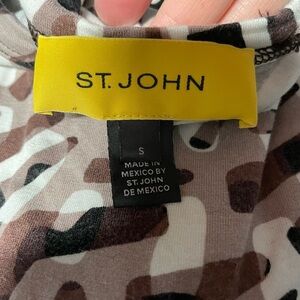 ST. JOHN
S
MADE IN
MEXICO BY
ST. JOHN
DE MEXICO